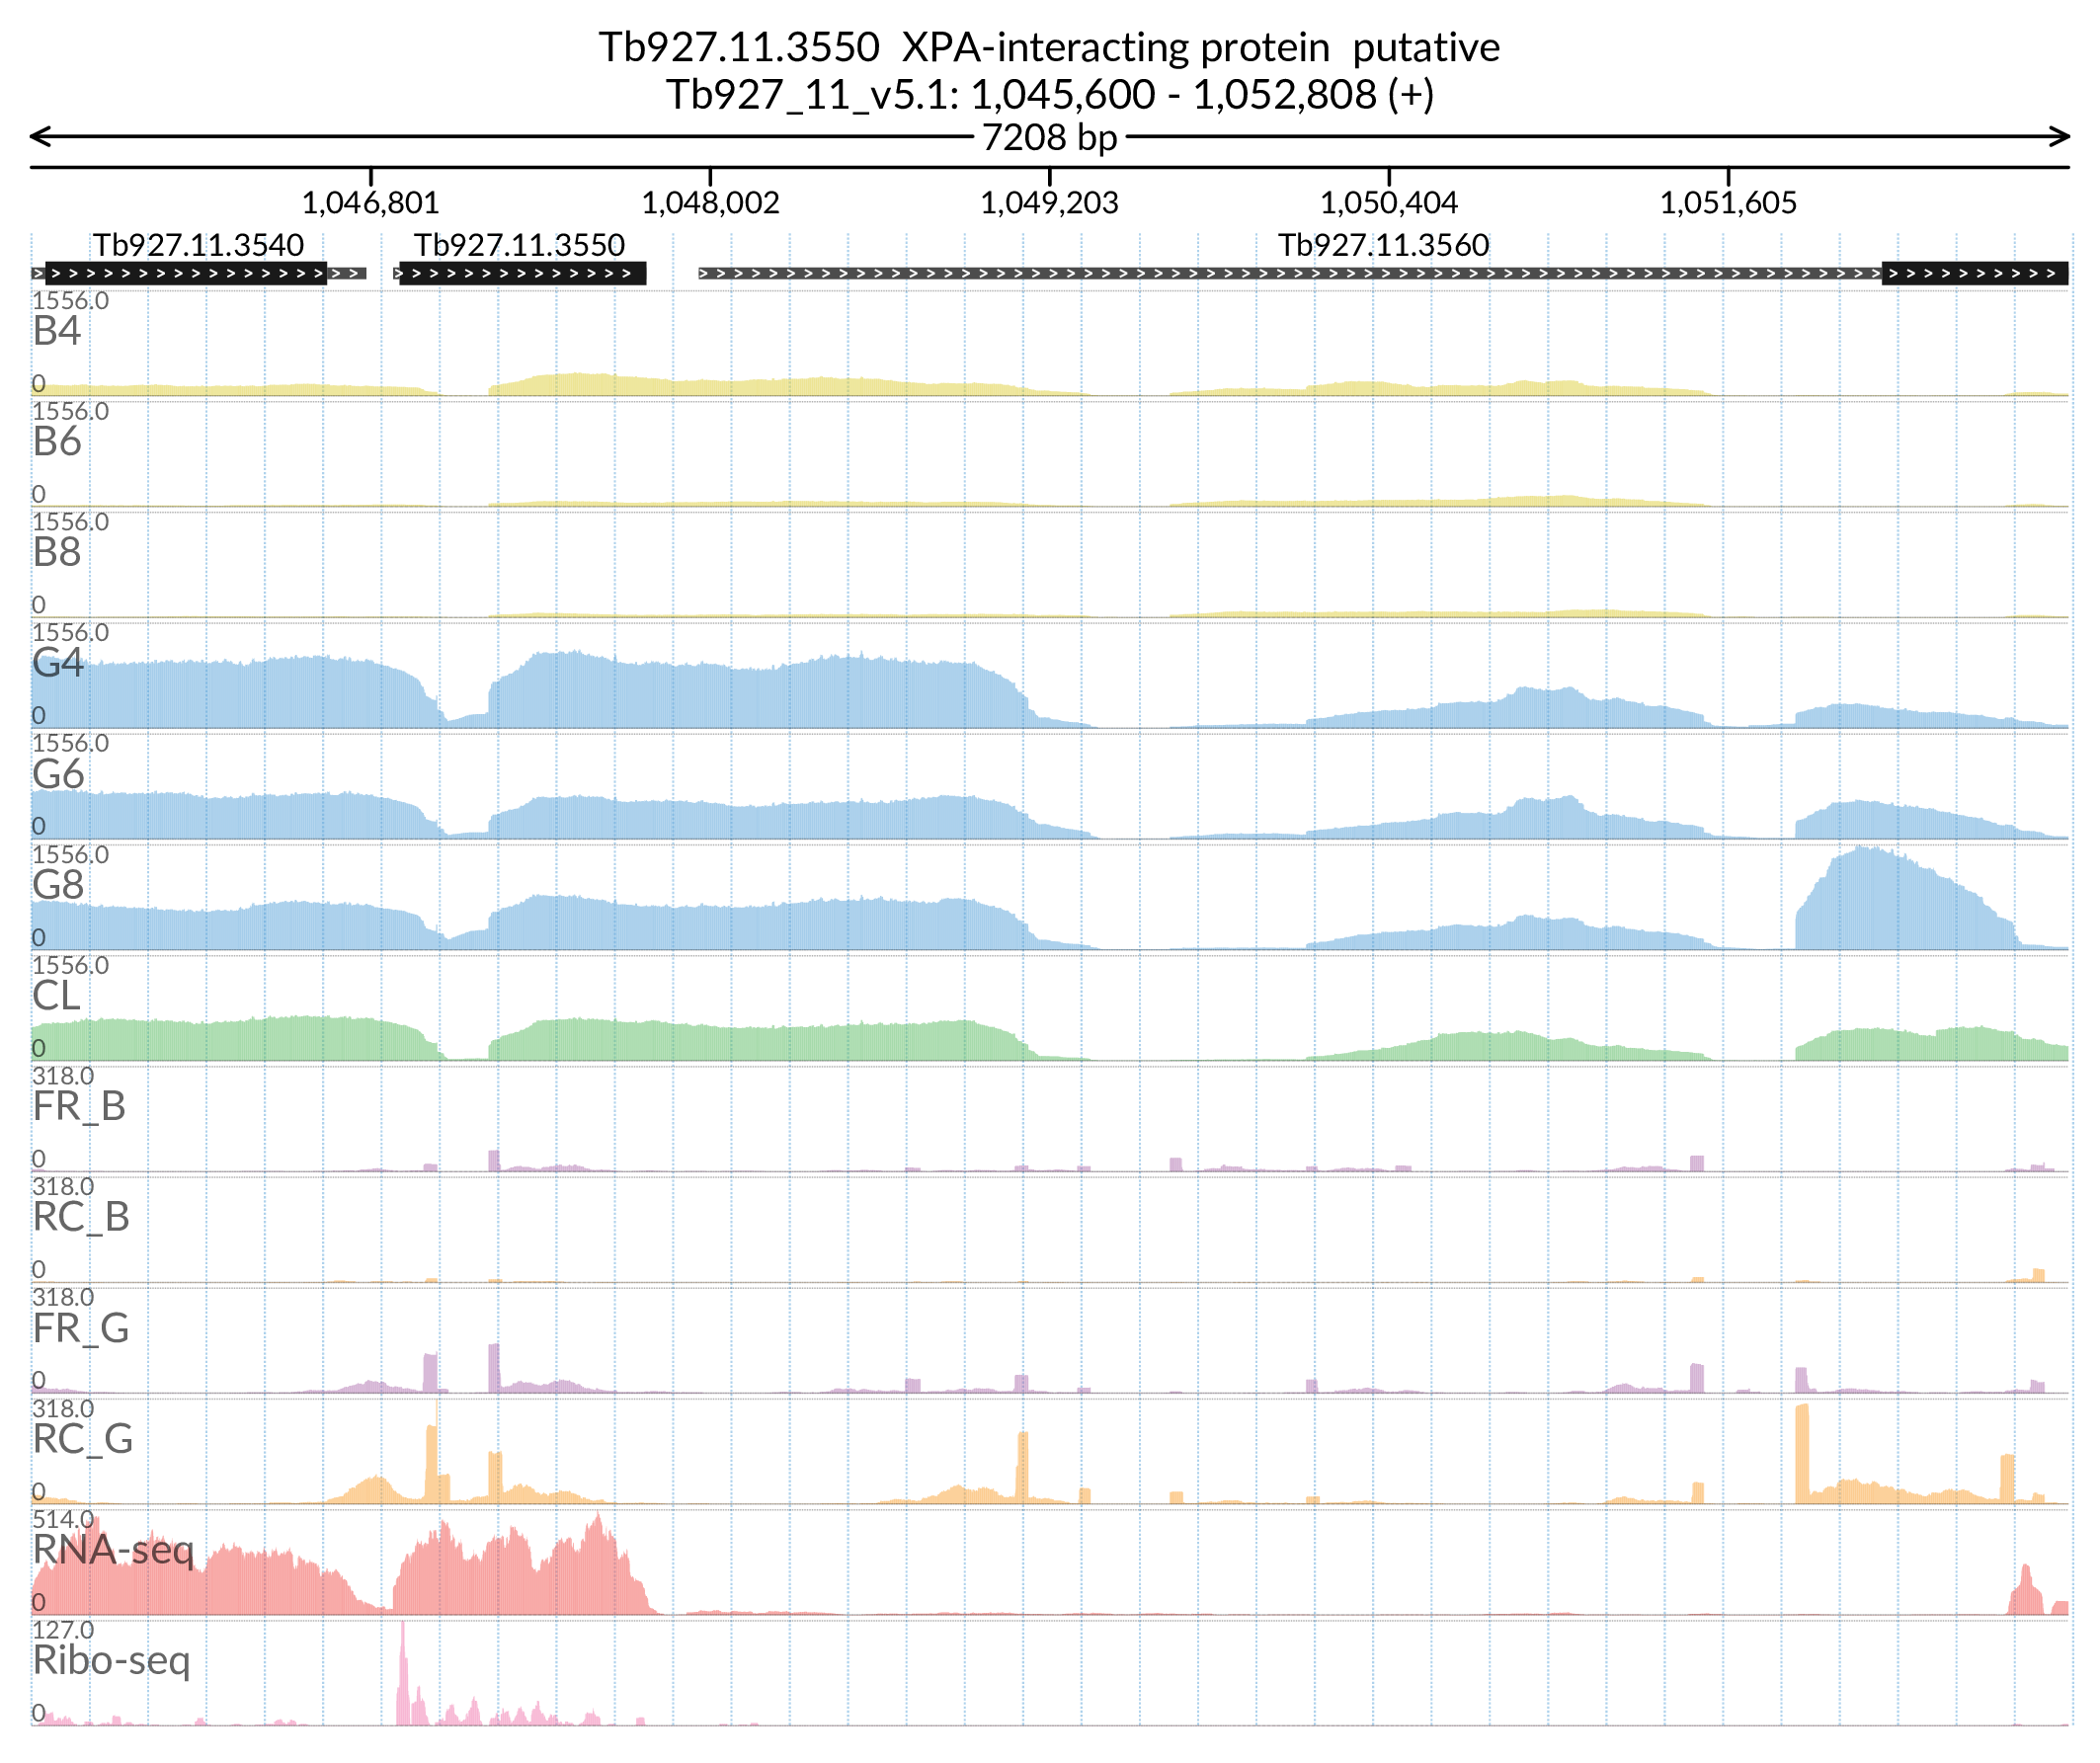 Tb927.11.3550  XPA-interacting protein  putative
Tb927_11_v5.1: 1,045,600 - 1,052,808 (+)
7208 bp
1,046,801 1,048,002 1,049,203 1,050,404 1,051,605
Tb927.11.3540 Tb927.11.3550 Tb927.11.3560
1556.0
B4
0
1556.0
B6
0
1556.0
B8
0
1556.0
G4
0
1556.0
G6
0
1556.0
G8
0
1556.0
CL
0
318.0
FR_B
0
318.0
RC_B
0
318.0
FR_G
0
318.0
RC_G
0
514.0
RNA-seq
0
127.0
Ribo-seq
0